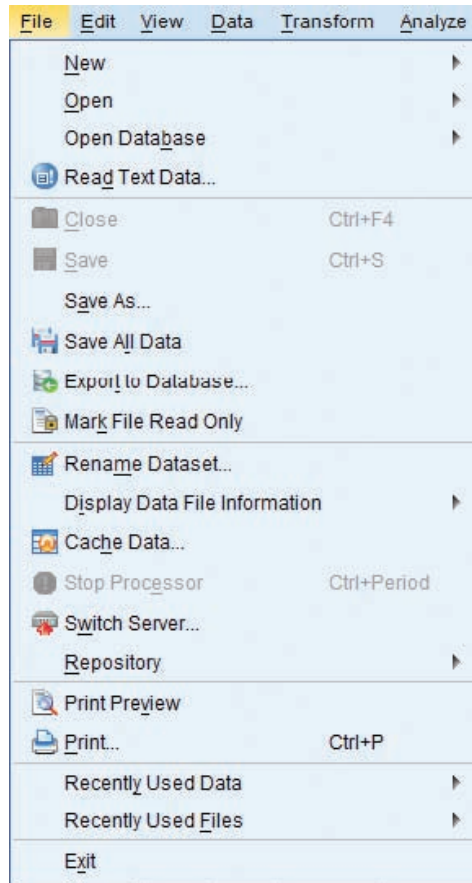 File Edit View Data Transform Analyze
New
Open
Open Database
Read Text Data...
Close Ctrl+F4
Save Ctrl+S
Save As...
Save All Data
Export to Database...
Mark File Read Only
Rename Dataset...
Display Data File Information
Cache Data...
Stop Processor Ctrl+Period
Switch Server...
Repository
Print Preview
Print... Ctrl+P
Recently Used Data
Recently Used Files
Exit